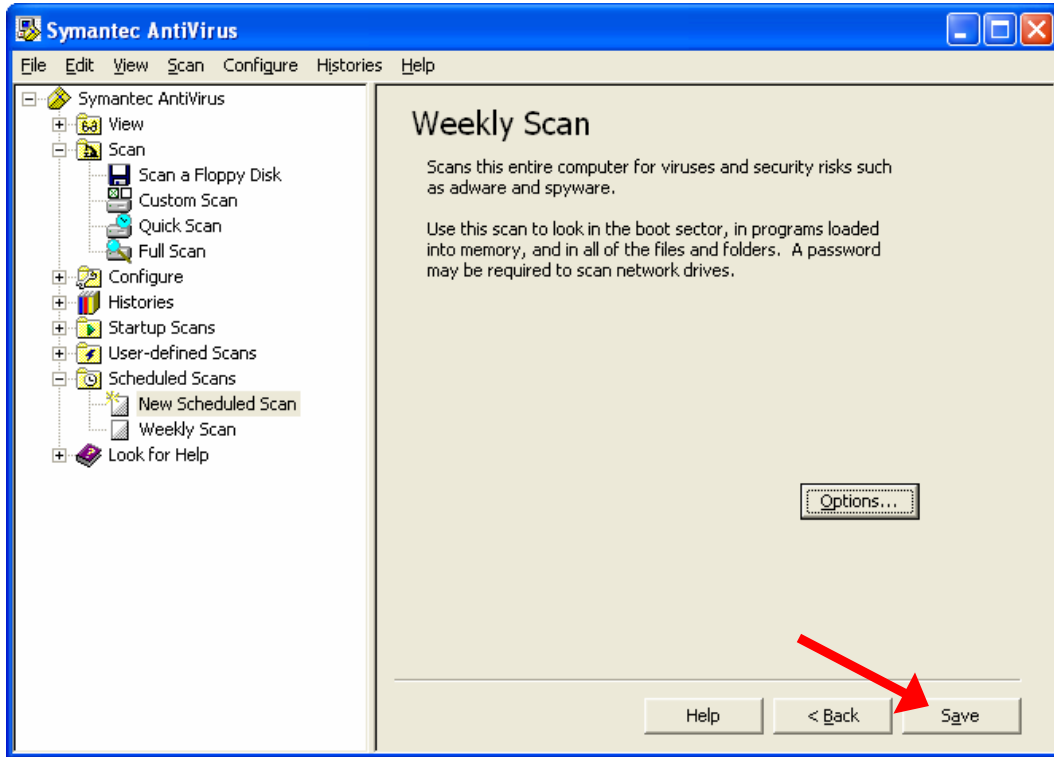 Symantec AntiVirus
File Edit View Scan Configure Histories Help
Symantec AntiVirus
View
Scan
Scan a Floppy Disk
Custom Scan
Quick Scan
Full Scan
Configure
Histories
Startup Scans
User-defined Scans
Scheduled Scans
New Scheduled Scan
Weekly Scan
Look for Help
Weekly Scan
Scans this entire computer for viruses and security risks such
as adware and spyware.
Use this scan to look in the boot sector, in programs loaded
into memory, and in all of the files and folders.  A password
may be required to scan network drives.
Options...
Help
< Back
Save